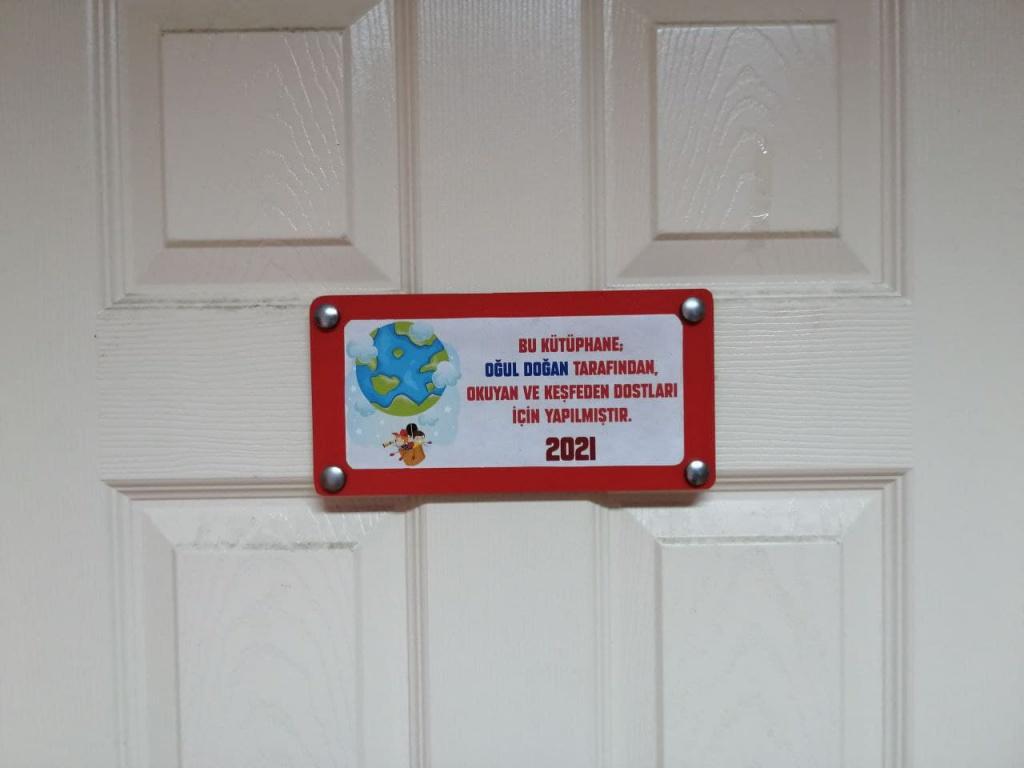 BU KÜTÜPHANE;
OĞUL DOĞAN TARAFINDAN,
OKUYAN VE KEŞFEDEN DOSTLARI
İÇİN YAPILMIŞTIR.
2021